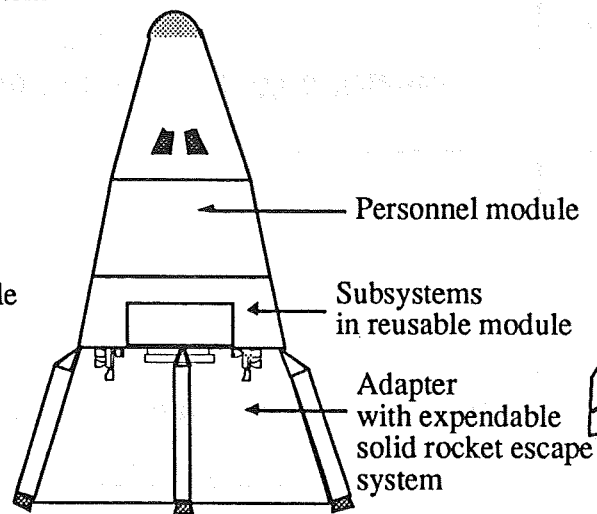 Personnel module
Subsystems
in reusable module
Adapter
with expendable
solid rocket escape
system